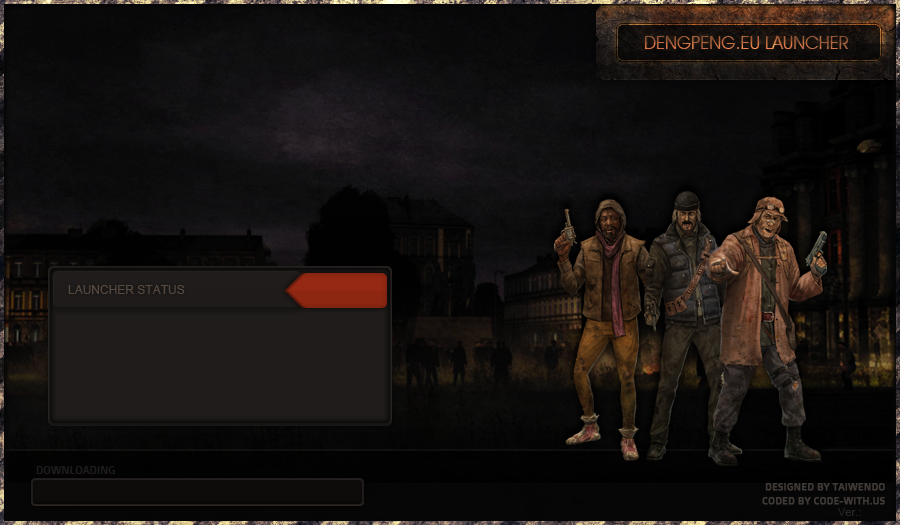 DENGPENG.EU LAUNCHER
LAUNCHER STATUS
DOWNLOADING
DESIGNED BY TAIWENDO
CODED BY CODE-WITH.US
Ver.: